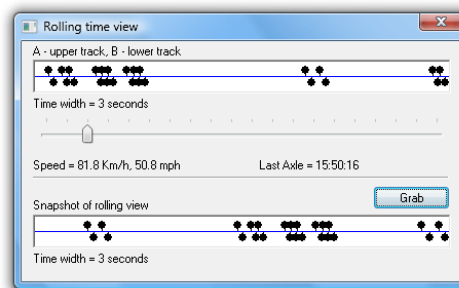 Rolling time view
A - upper track, B - lower track
Time width = 3 seconds
Speed = 81.8 Km/h, 50.8 mph Last Axle = 15:50:16
Grab
Snapshot of rolling view
Time width = 3 seconds